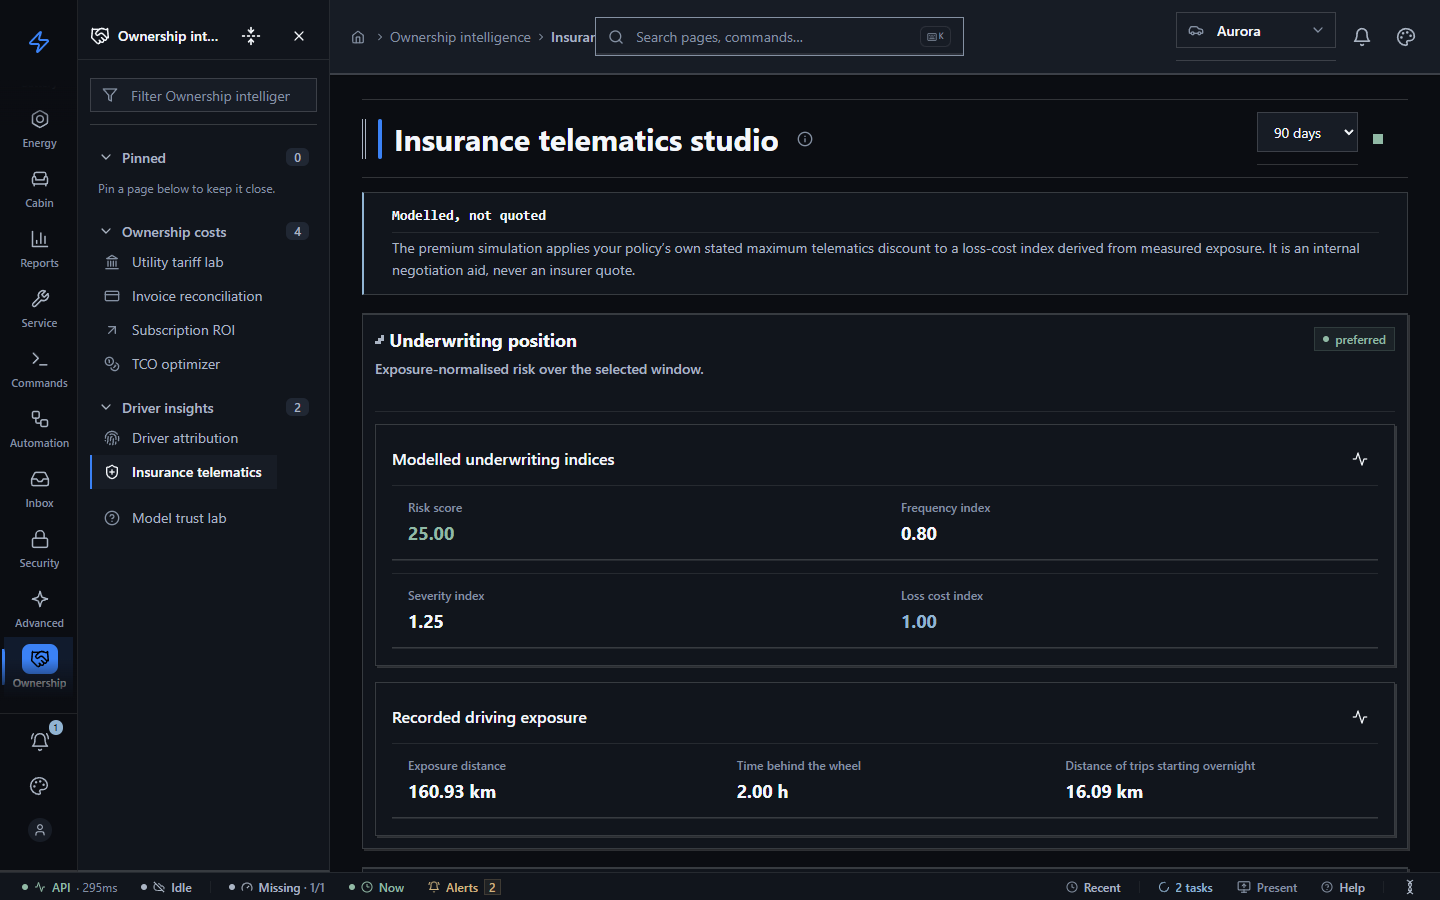 Ownership int...
Ownership intelligence
Insurar
Search pages, commands...
K
Aurora
Energy
Cabin
Reports
Service
Commands
Automation
Inbox
Security
Advanced
Ownership
1
Filter Ownership intelliger
Pinned
0
Pin a page below to keep it close.
Ownership costs
4
Utility tariff lab
Invoice reconciliation
Subscription ROI
TCO optimizer
Driver insights
2
Driver attribution
Insurance telematics
Model trust lab
Insurance telematics studio
90 days
Modelled, not quoted
The premium simulation applies your policy's own stated maximum telematics discount to a loss-cost index derived from measured exposure. It is an internal
negotiation aid, never an insurer quote.
Underwriting position
preferred
Exposure-normalised risk over the selected window.
Modelled underwriting indices
Risk score
25.00
Frequency index
0.80
Severity index
1.25
Loss cost index
1.00
Recorded driving exposure
Exposure distance
160.93 km
Time behind the wheel
2.00 h
Distance of trips starting overnight
16.09 km
API · 295ms
Idle
Missing · 1/1
Now
Alerts 2
Recent
2 tasks
Present
Help